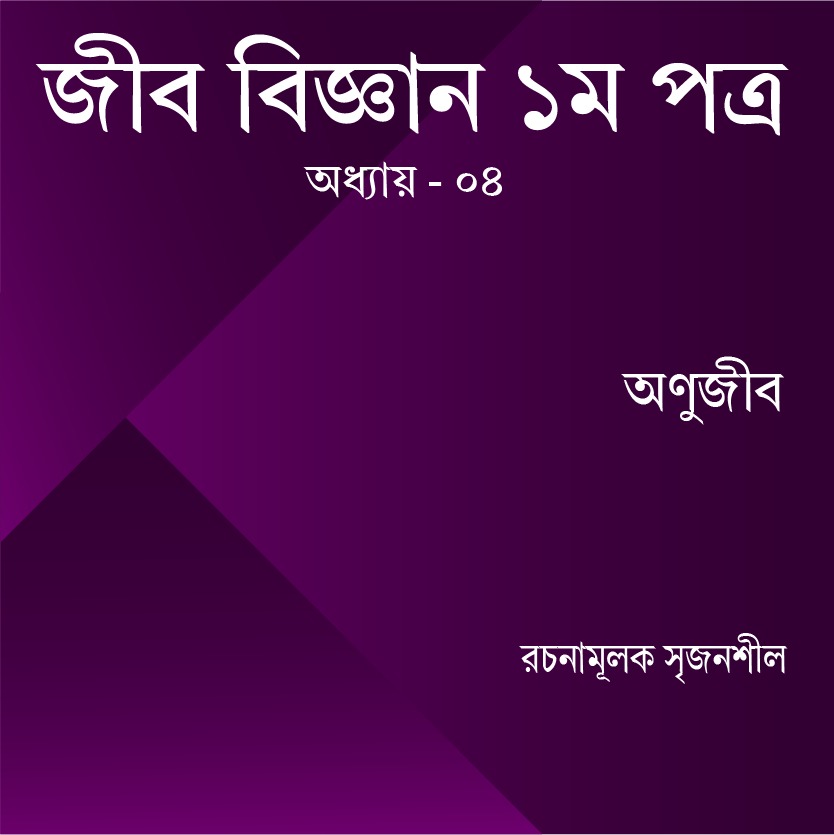 জীব বিজ্ঞান ১ম পত্র
অধ্যায় - ০৪
অণুজীব
রচনামূলক সৃজনশীল